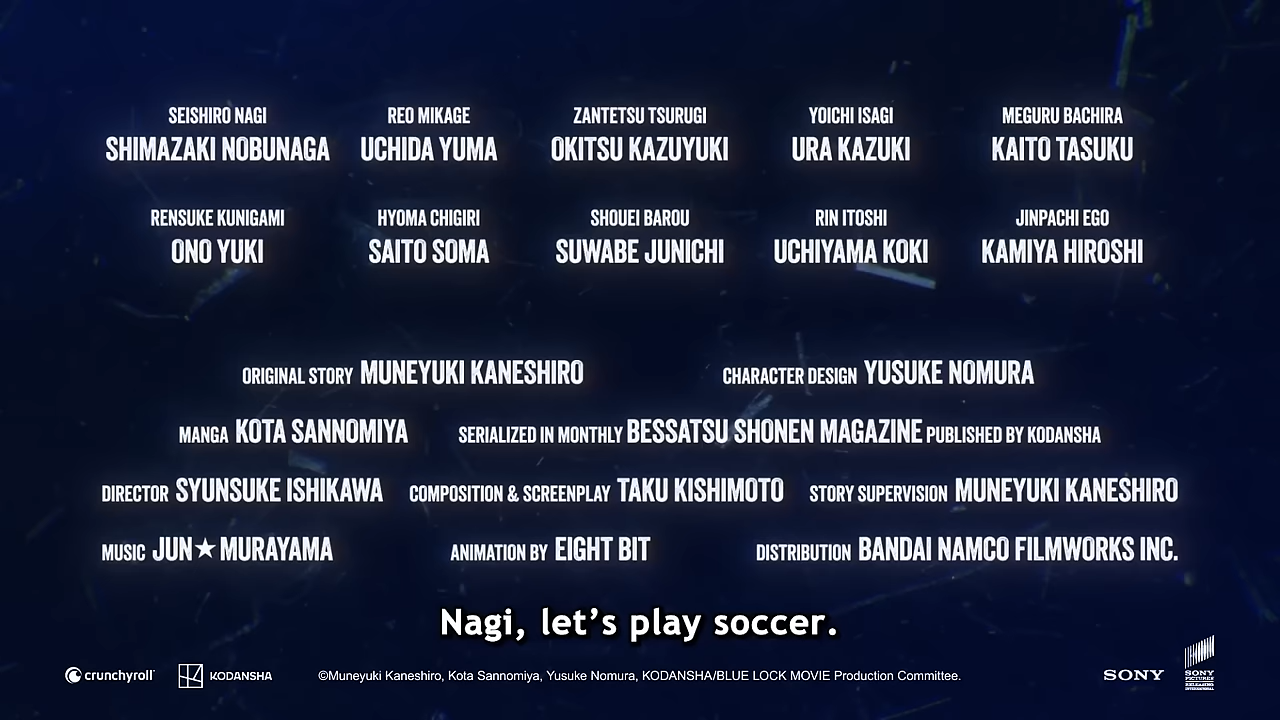 SEISHIRO NAGI REO MIKAGE ZANTETSU TSURUGI YOICHI ISAGI MEGURU BACHIRA
SHIMAZAKI NOBUNAGA UCHIDA YUMA OKITSU KAZUYUKI URA KAZUKI KAITO TASUKU
RENSUKE KUNIGAMI HYOMA CHIGIRI SHOUEI BAROU RIN ITOSHI JINPACHI EGO
ONO YUKI SAITO SOMA SUWABE JUNICHI UCHIYAMA KOKI KAMIYA HIROSHI
ORIGINAL STORY MUNEYUKI KANESHIRO CHARACTER DESIGN YUSUKE NOMURA
MANGA KOTA SANNOMIYA SERIALIZED IN MONTHLY BESSATSU SHONEN MAGAZINE PUBLISHED BY KODANSHA
DIRECTOR SYUNSUKE ISHIKAWA COMPOSITION & SCREENPLAY TAKU KISHIMOTO STORY SUPERVISION MUNEYUKI KANESHIRO
MUSIC JUN★MURAYAMA ANIMATION BY EIGHT BIT DISTRIBUTION BANDAI NAMCO FILMWORKS INC.
Nagi, let's play soccer.
crunchyroll KODANSHA ©Muneyuki Kaneshiro, Kota Sannomiya, Yusuke Nomura, KODANSHA/BLUE LOCK MOVIE Production Committee. SONY
SONY
PICTURES
RELEASING
INTERNATIONAL